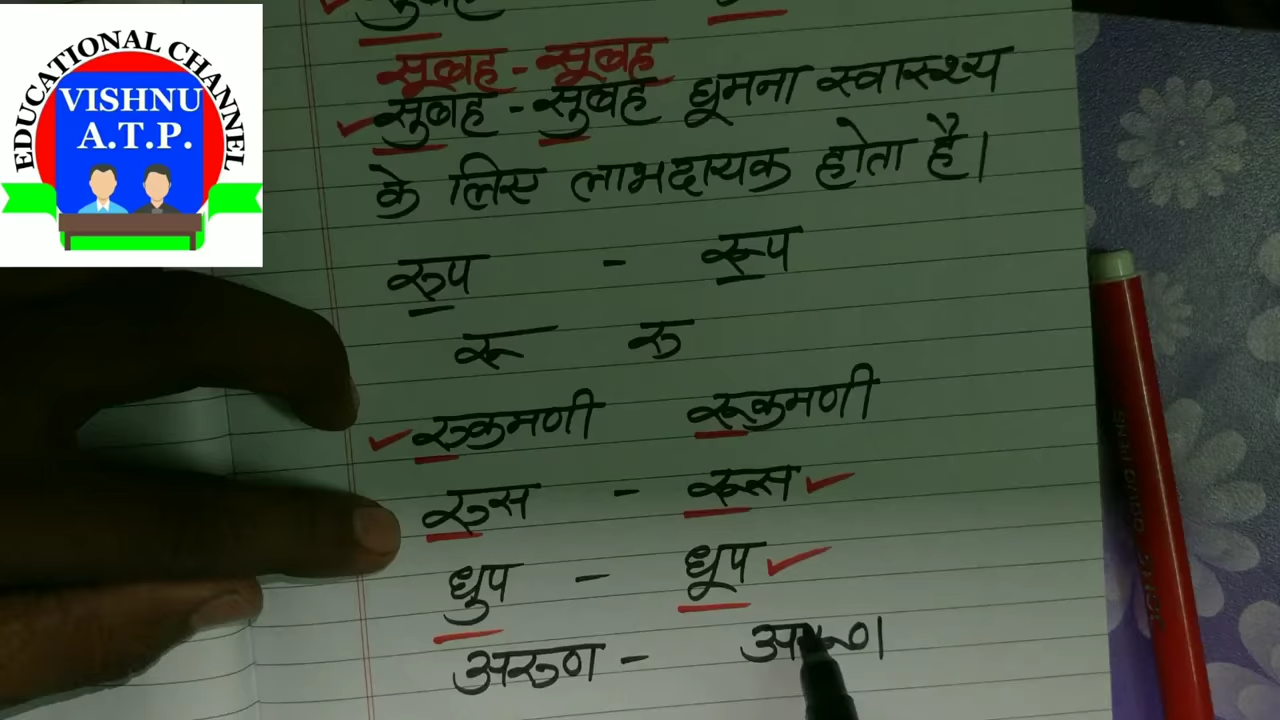 EDUCATIONAL CHANNEL
VISHNU
A.T.P.
सूबह - सूबह
सुबह - सुबह घूमना स्वास्थ्य
के लिए लाभदायक होता है।
रुप - रूप
रू रु
रुकमणी रूकमणी
रुस - रूस
धुप - धूप
अरुण -